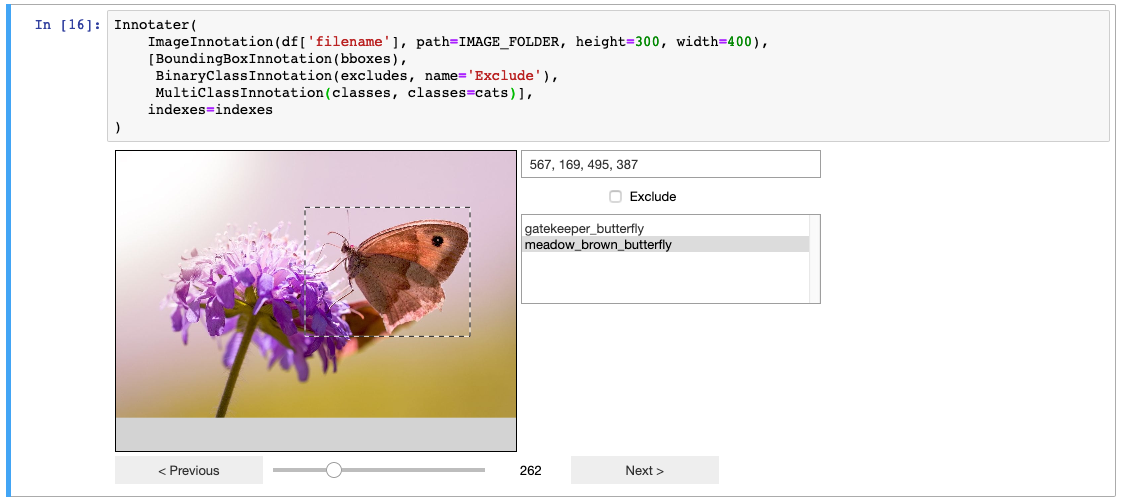 In [16]: Innotater(
    ImageInnotation(df['filename'], path=IMAGE_FOLDER, height=300, width=400),
    [BoundingBoxInnotation(bboxes),
     BinaryClassInnotation(excludes, name='Exclude'),
     MultiClassInnotation(classes, classes=cats)],
    indexes=indexes
)
567, 169, 495, 387
Exclude
gatekeeper_butterfly
meadow_brown_butterfly
< Previous 262 Next >